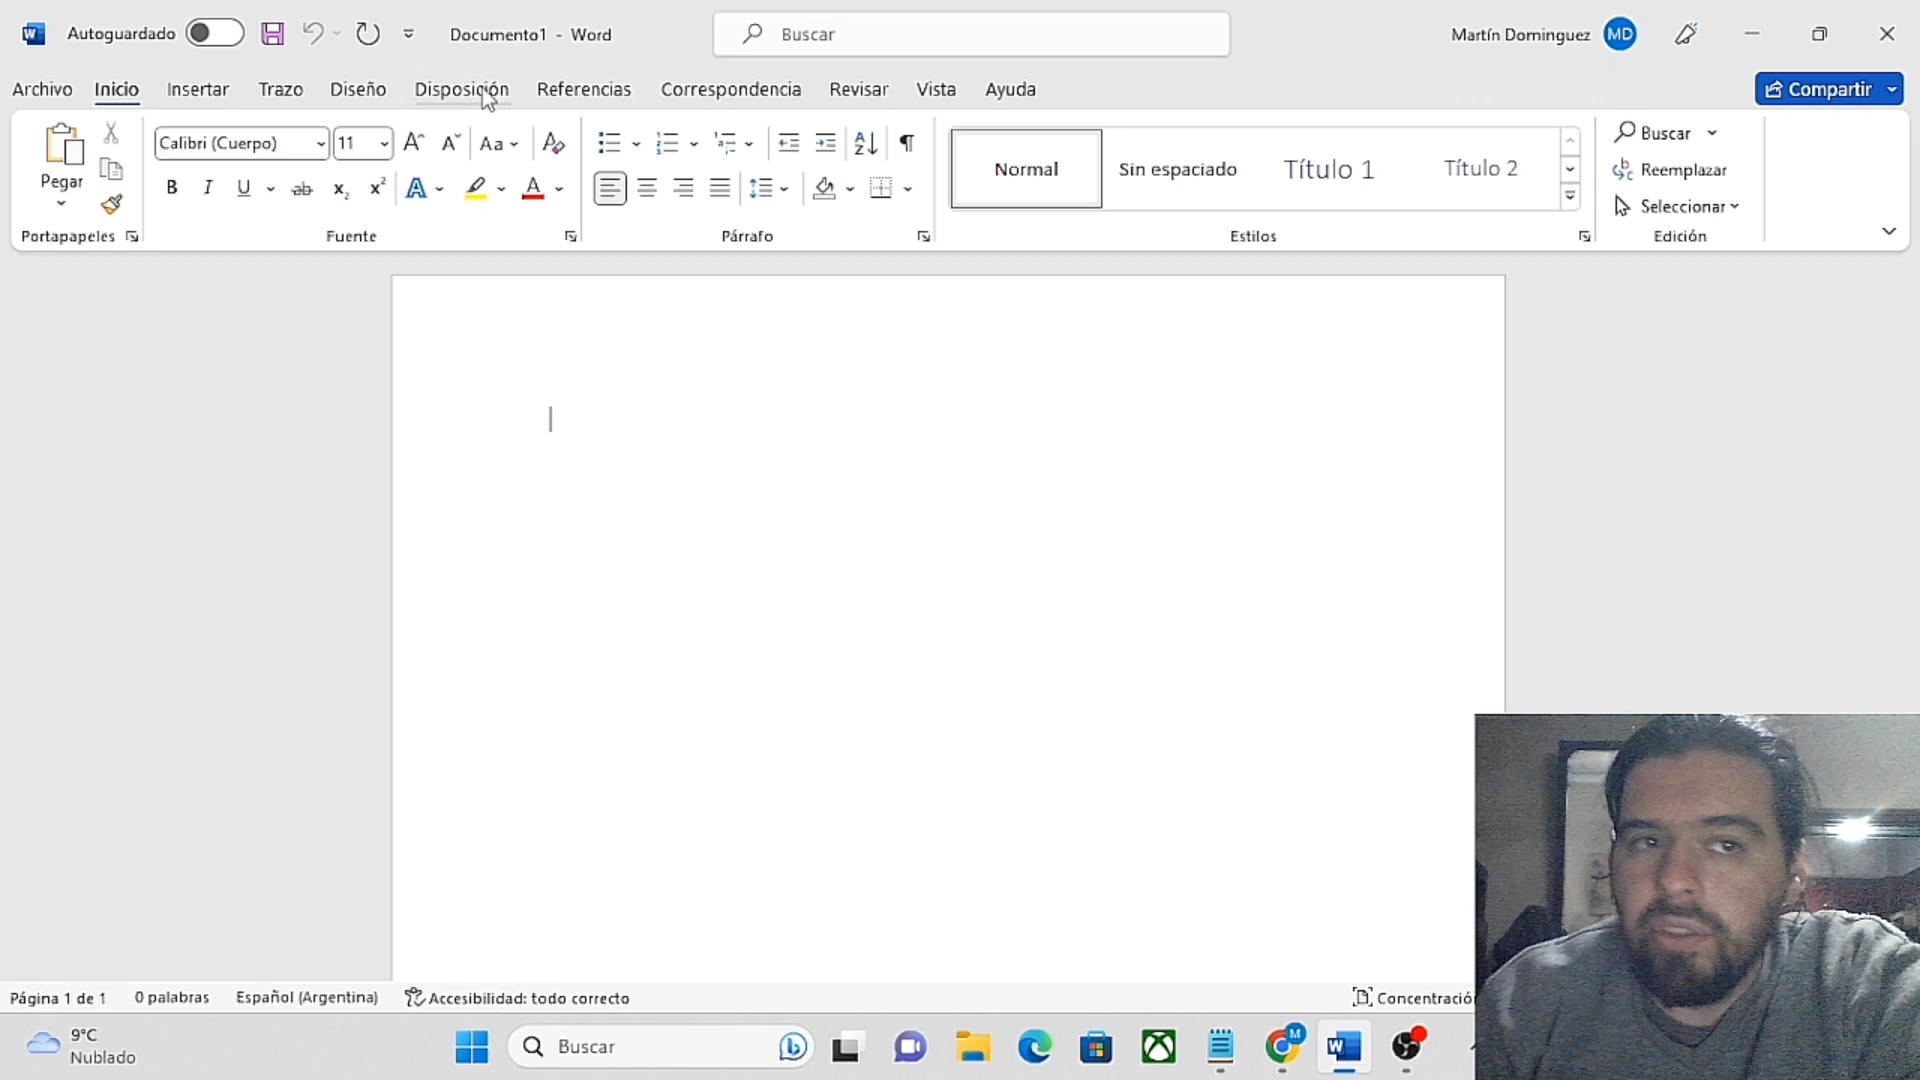 Autoguardado
Documento1 - Word
Buscar
Martín Dominguez
MD
Archivo Inicio Insertar Trazo Diseño Disposición Referencias Correspondencia Revisar Vista Ayuda
Compartir
Pegar
Portapapeles
Calibri (Cuerpo) 11
Fuente
Párrafo
Normal
Sin espaciado
Título 1
Título 2
Estilos
Buscar
Reemplazar
Seleccionar
Edición
Página 1 de 1
0 palabras
Español (Argentina)
Accesibilidad: todo correcto
Concentració
9°C
Nublado
Buscar